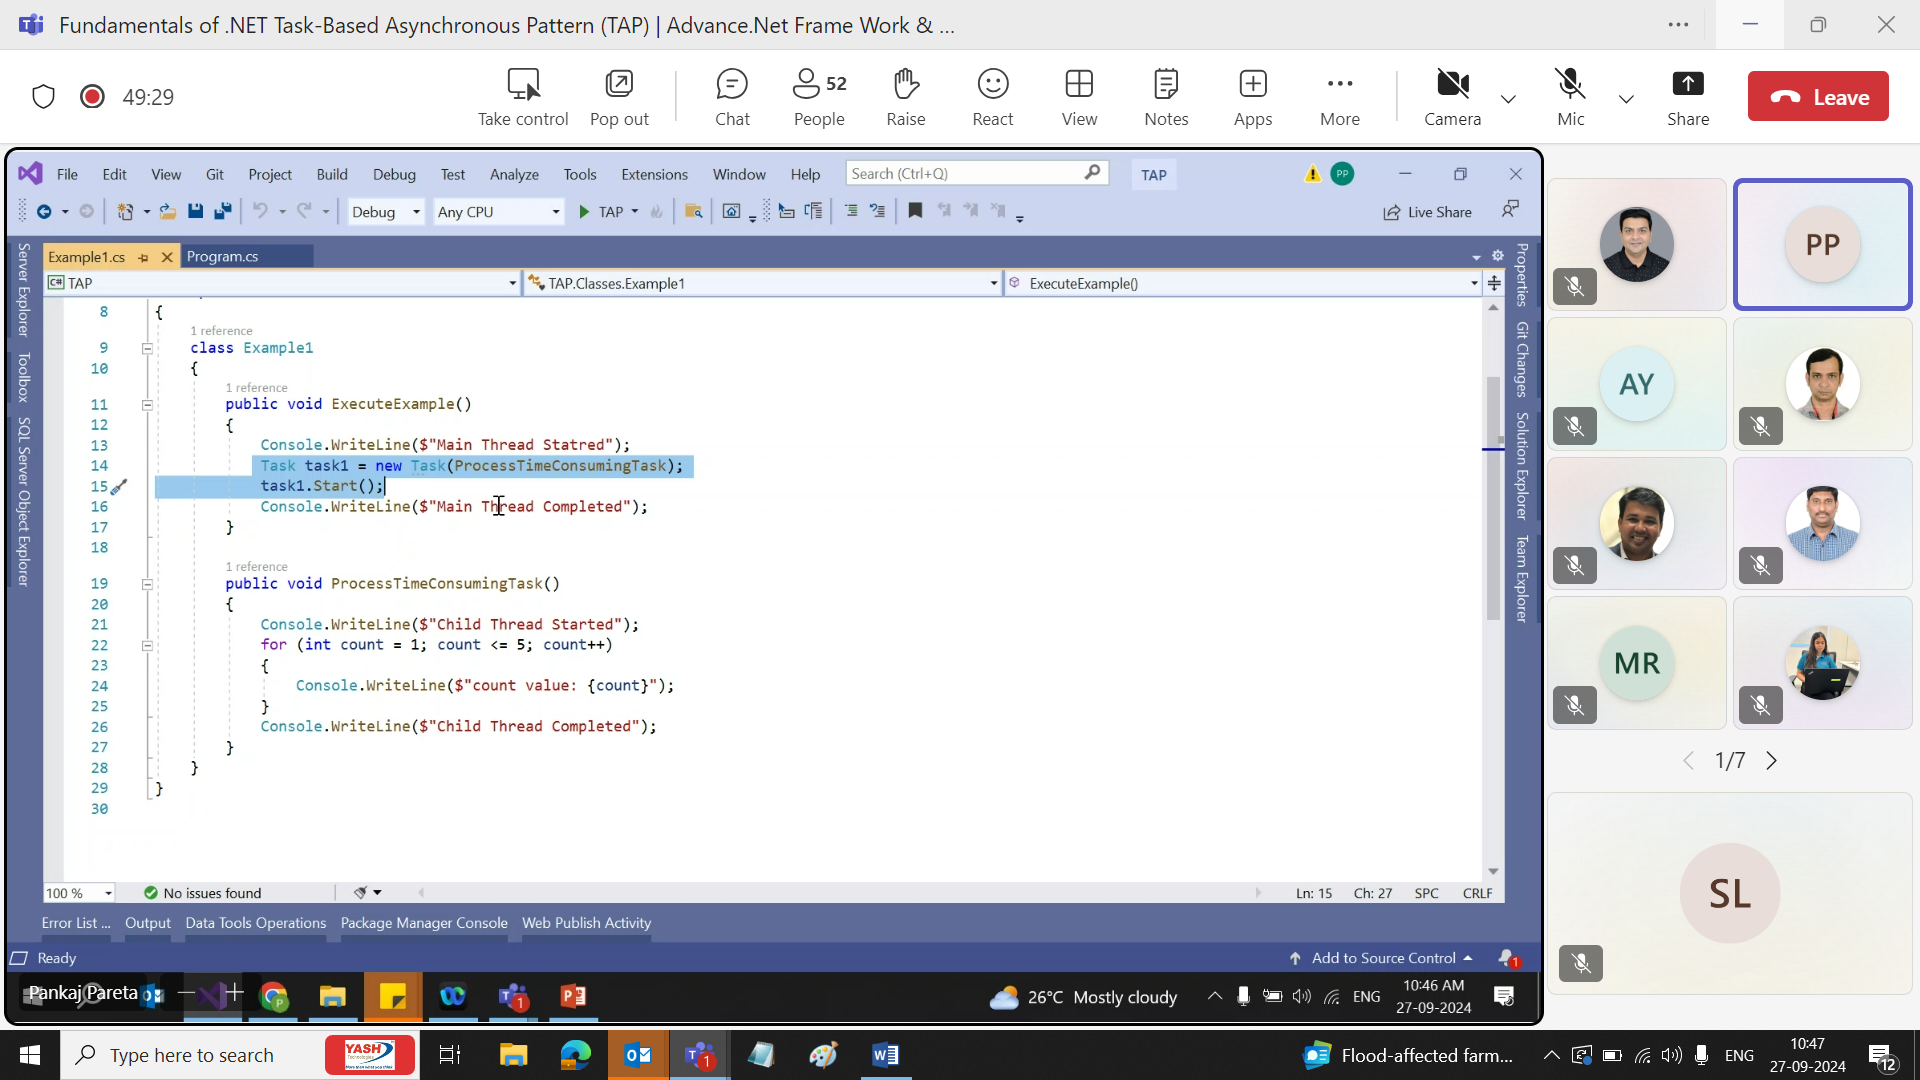 Fundamentals of .NET Task-Based Asynchronous Pattern (TAP) | Advance.Net Frame Work & ...
49:29
Take control
Pop out
Chat
52
People
Raise
React
View
Notes
Apps
More
Camera
Mic
Share
Leave
File Edit View Git Project Build Debug Test Analyze Tools Extensions Window Help Search (Ctrl+Q) TAP PP
Debug Any CPU TAP Live Share
Server Explorer
Toolbox
SQL Server Object Explorer
Example1.cs Program.cs
C# TAP TAP.Classes.Example1 ExecuteExample()
8 {
1 reference
9 class Example1
10 {
1 reference
11 public void ExecuteExample()
12 {
13 Console.WriteLine($"Main Thread Statred");
14 Task task1 = new Task(ProcessTimeConsumingTask);
15 task1.Start();
16 Console.WriteLine($"Main Thread Completed");
17 }
18
1 reference
19 public void ProcessTimeConsumingTask()
20 {
21 Console.WriteLine($"Child Thread Started");
22 for (int count = 1; count <= 5; count++)
23 {
24 Console.WriteLine($"count value: {count}");
25 }
26 Console.WriteLine($"Child Thread Completed");
27 }
28 }
29 }
30
Properties
Git Changes
Solution Explorer
Team Explorer
100 % No issues found Ln: 15 Ch: 27 SPC CRLF
Error List ... Output Data Tools Operations Package Manager Console Web Publish Activity
Ready Add to Source Control 1
Pankaj Pareta
26°C Mostly cloudy ENG 10:46 AM
27-09-2024
PP
AY
MR
1/7
SL
Type here to search YASH Technologies
Flood-affected farm... ENG 10:47
27-09-2024
12